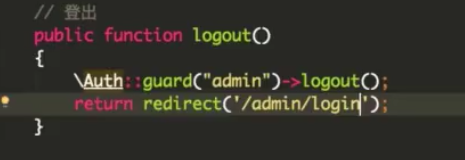 // 登出
public function logout()
{
\Auth::guard("admin")->logout();
return redirect('/admin/login');
}